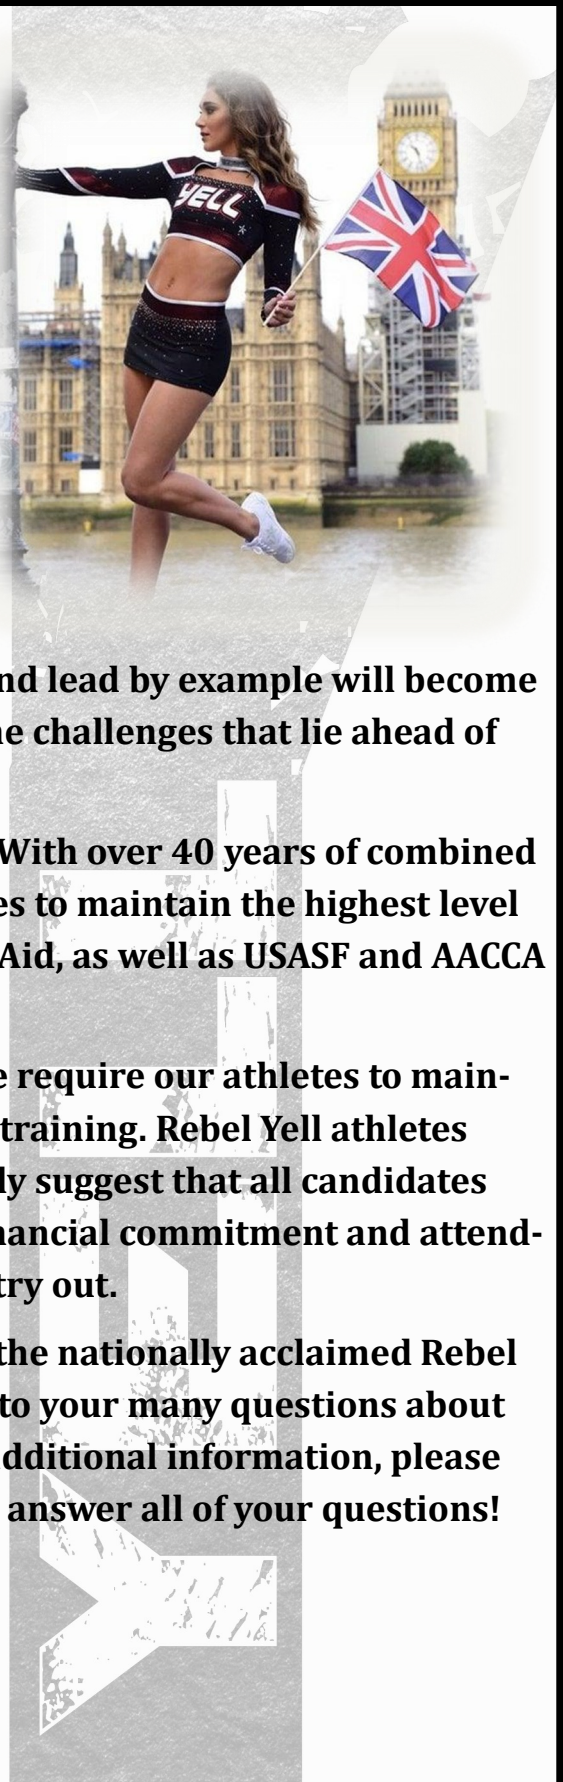 YELL
nd lead by example will become
e challenges that lie ahead of
With over 40 years of combined
es to maintain the highest level
Aid, as well as USASF and AACCA
e require our athletes to main-
training. Rebel Yell athletes
ly suggest that all candidates
nancial commitment and attend-
try out.
the nationally acclaimed Rebel
to your many questions about
dditional information, please
answer all of your questions!
YELL